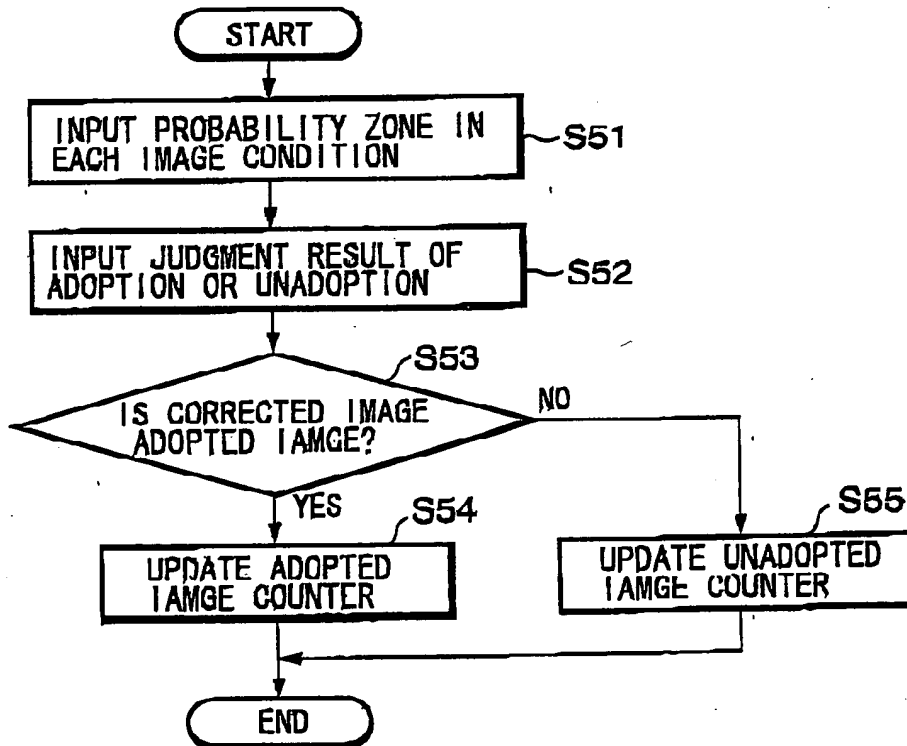 START
INPUT PROBABILITY ZONE IN
EACH IMAGE CONDITION
S51
INPUT JUDGMENT RESULT OF
ADOPTION OR UNADOPTION
S52
S53
IS CORRECTED IMAGE
ADOPTED IAMGE?
NO
YES
S54
UPDATE ADOPTED
IAMGE COUNTER
S55
UPDATE UNADOPTED
IAMGE COUNTER
END